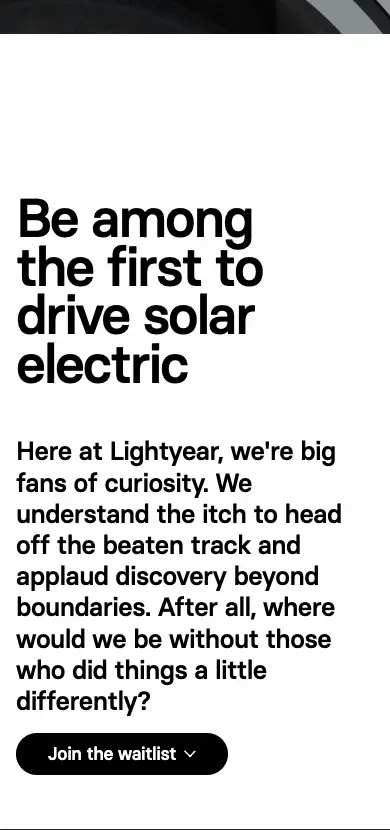 Be among
the first to
drive solar
electric
Here at Lightyear, we're big
fans of curiosity. We
understand the itch to head
off the beaten track and
applaud discovery beyond
boundaries. After all, where
would we be without those
who did things a little
differently?
Join the waitlist